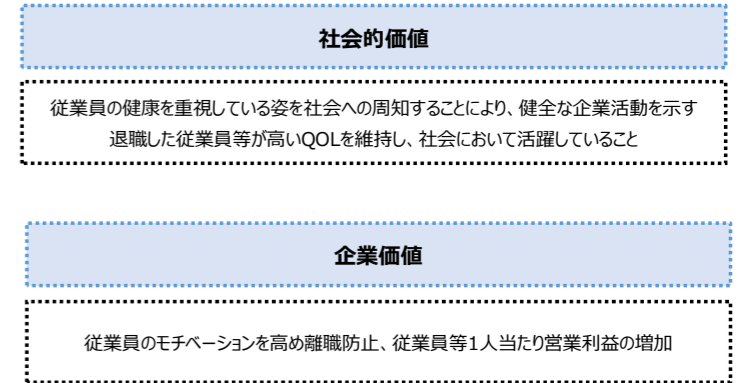 社会的価値
従業員の健康を重視している姿を社会への周知することにより、健全な企業活動を示す
退職した従業員等が高いQOLを維持し、社会において活躍していること
企業価値
従業員のモチベーションを高め離職防止、従業員等1人当たり営業利益の増加